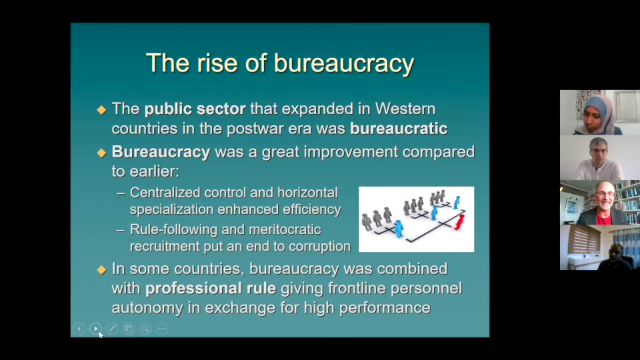 The rise of bureaucracy
The public sector that expanded in Western
countries in the postwar era was bureaucratic
Bureaucracy was a great improvement compared
to earlier:
– Centralized control and horizontal
specialization enhanced efficiency
– Rule-following and meritocratic
recruitment put an end to corruption
In some countries, bureaucracy was combined
with professional rule giving frontline personnel
autonomy in exchange for high performance